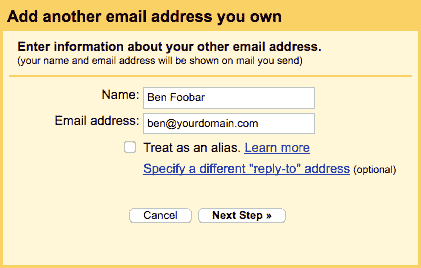 Add another email address you own
Enter information about your other email address.
(your name and email address will be shown on mail you send)
Name: Ben Foobar
Email address: ben@yourdomain.com
Treat as an alias. Learn more
Specify a different "reply-to" address (optional)
Cancel Next Step »